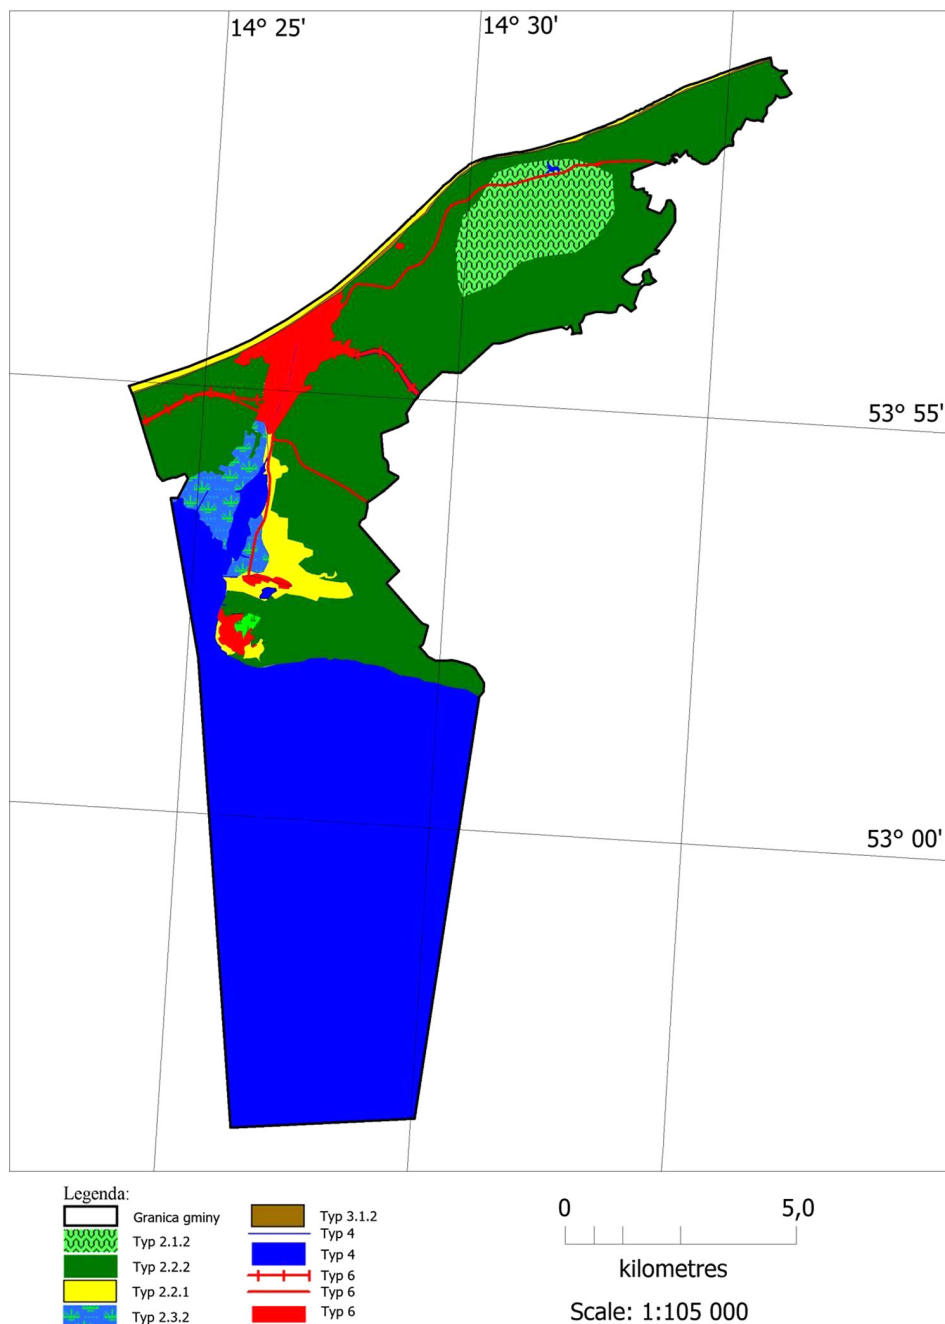 14° 25'
14° 30'
53° 55'
53° 00'
Legenda:
Granica gminy
Typ 2.1.2
Typ 2.2.2
Typ 2.2.1
Typ 2.3.2
Typ 3.1.2
Typ 4
Typ 4
Typ 6
Typ 6
Typ 6
0 5,0
kilometres
Scale: 1:105 000